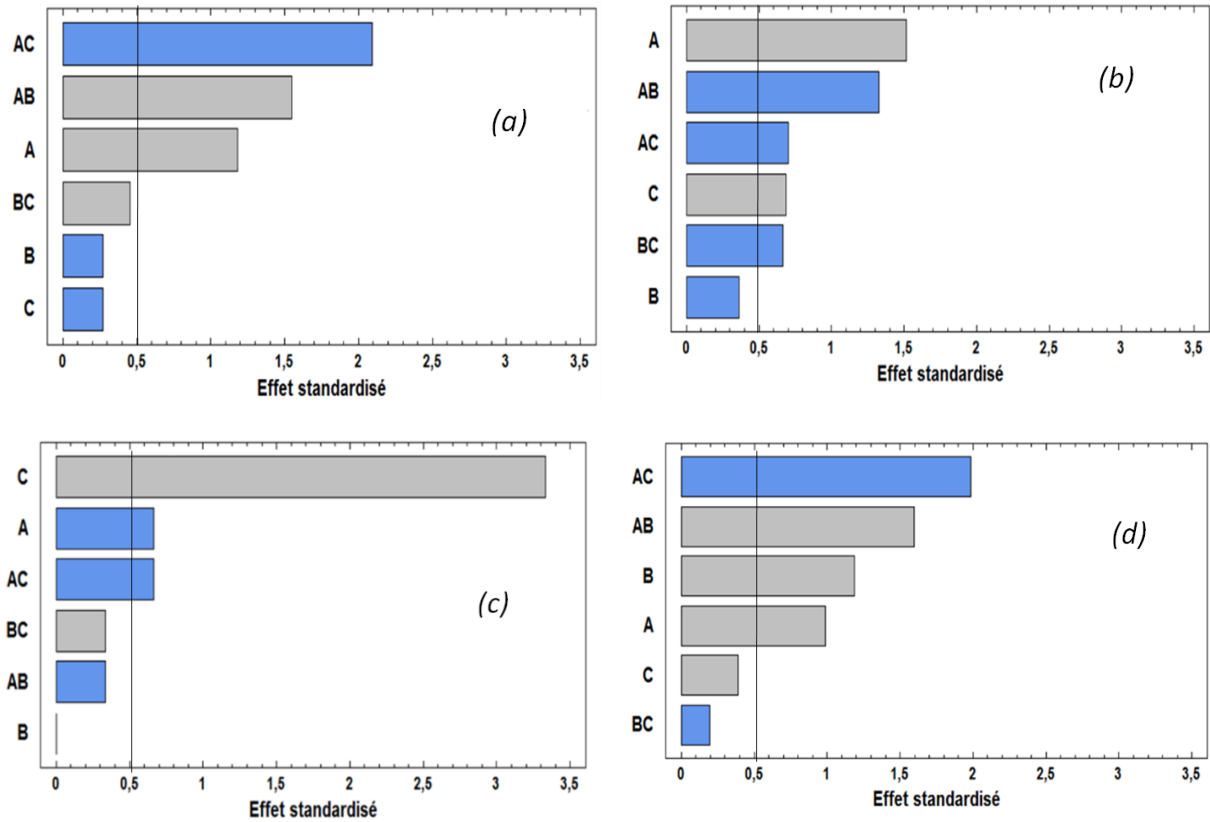 AC
AB
A
BC
B
C
(a)
0 0,5 1 1,5 2 2,5 3 3,5
Effet standardisé
A
AB
AC
C
BC
B
(b)
0 0,5 1 1,5 2 2,5 3 3,5
Effet standardisé
C
A
AC
BC
AB
B
(c)
0 0,5 1 1,5 2 2,5 3 3,5
Effet standardisé
AC
AB
B
A
C
BC
(d)
0 0,5 1 1,5 2 2,5 3 3,5
Effet standardisé